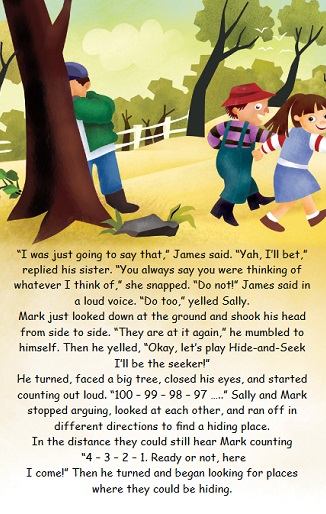 “I was just going to say that,” James said. “Yah, I’ll bet,”
replied his sister. “You always say you were thinking of
whatever I think of,” she snapped. “Do not!” James said in
a loud voice. “Do too,” yelled Sally.
Mark just looked down at the ground and shook his head
from side to side. “They are at it again,” he mumbled to
himself. Then he yelled, “Okay, let’s play Hide-and-Seek
I’ll be the seeker!”
He turned, faced a big tree, closed his eyes, and started
counting out loud. “100 – 99 – 98 – 97 …..” Sally and Mark
stopped arguing, looked at each other, and ran off in
different directions to find a hiding place.
In the distance they could still hear Mark counting
“4 – 3 – 2 – 1. Ready or not, here
I come!” Then he turned and began looking for places
where they could be hiding.